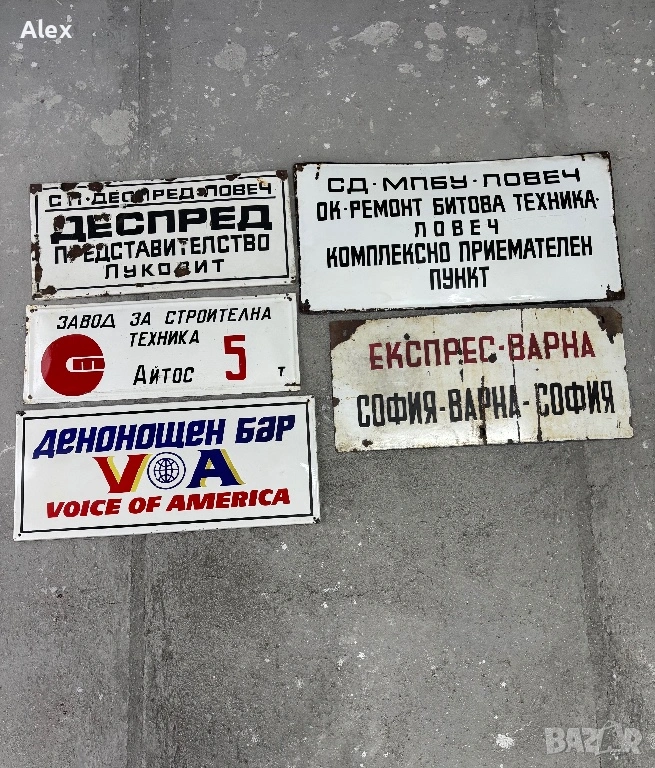 Alex
СП·ДЕСПРЕД·ЛОВЕЧ
ДЕСПРЕД
ПРЕДСТАВИТЕЛСТВО
ЛУКОВИТ
СД·МПБУ·ЛОВЕЧ
ОК·РЕМОНТ БИТОВА ТЕХНИКА·
ЛОВЕЧ
КОМПЛЕКСНО ПРИЕМАТЕЛЕН
ПУНКТ
ЗАВОД ЗА СТРОИТЕЛНА
ТЕХНИКА
Айтос 5 т
ЕКСПРЕС-ВАРНА
СОФИЯ-ВАРНА-СОФИЯ
ДЕНОНОЩЕН БАР
VOA
VOICE OF AMERICA
BAZAR